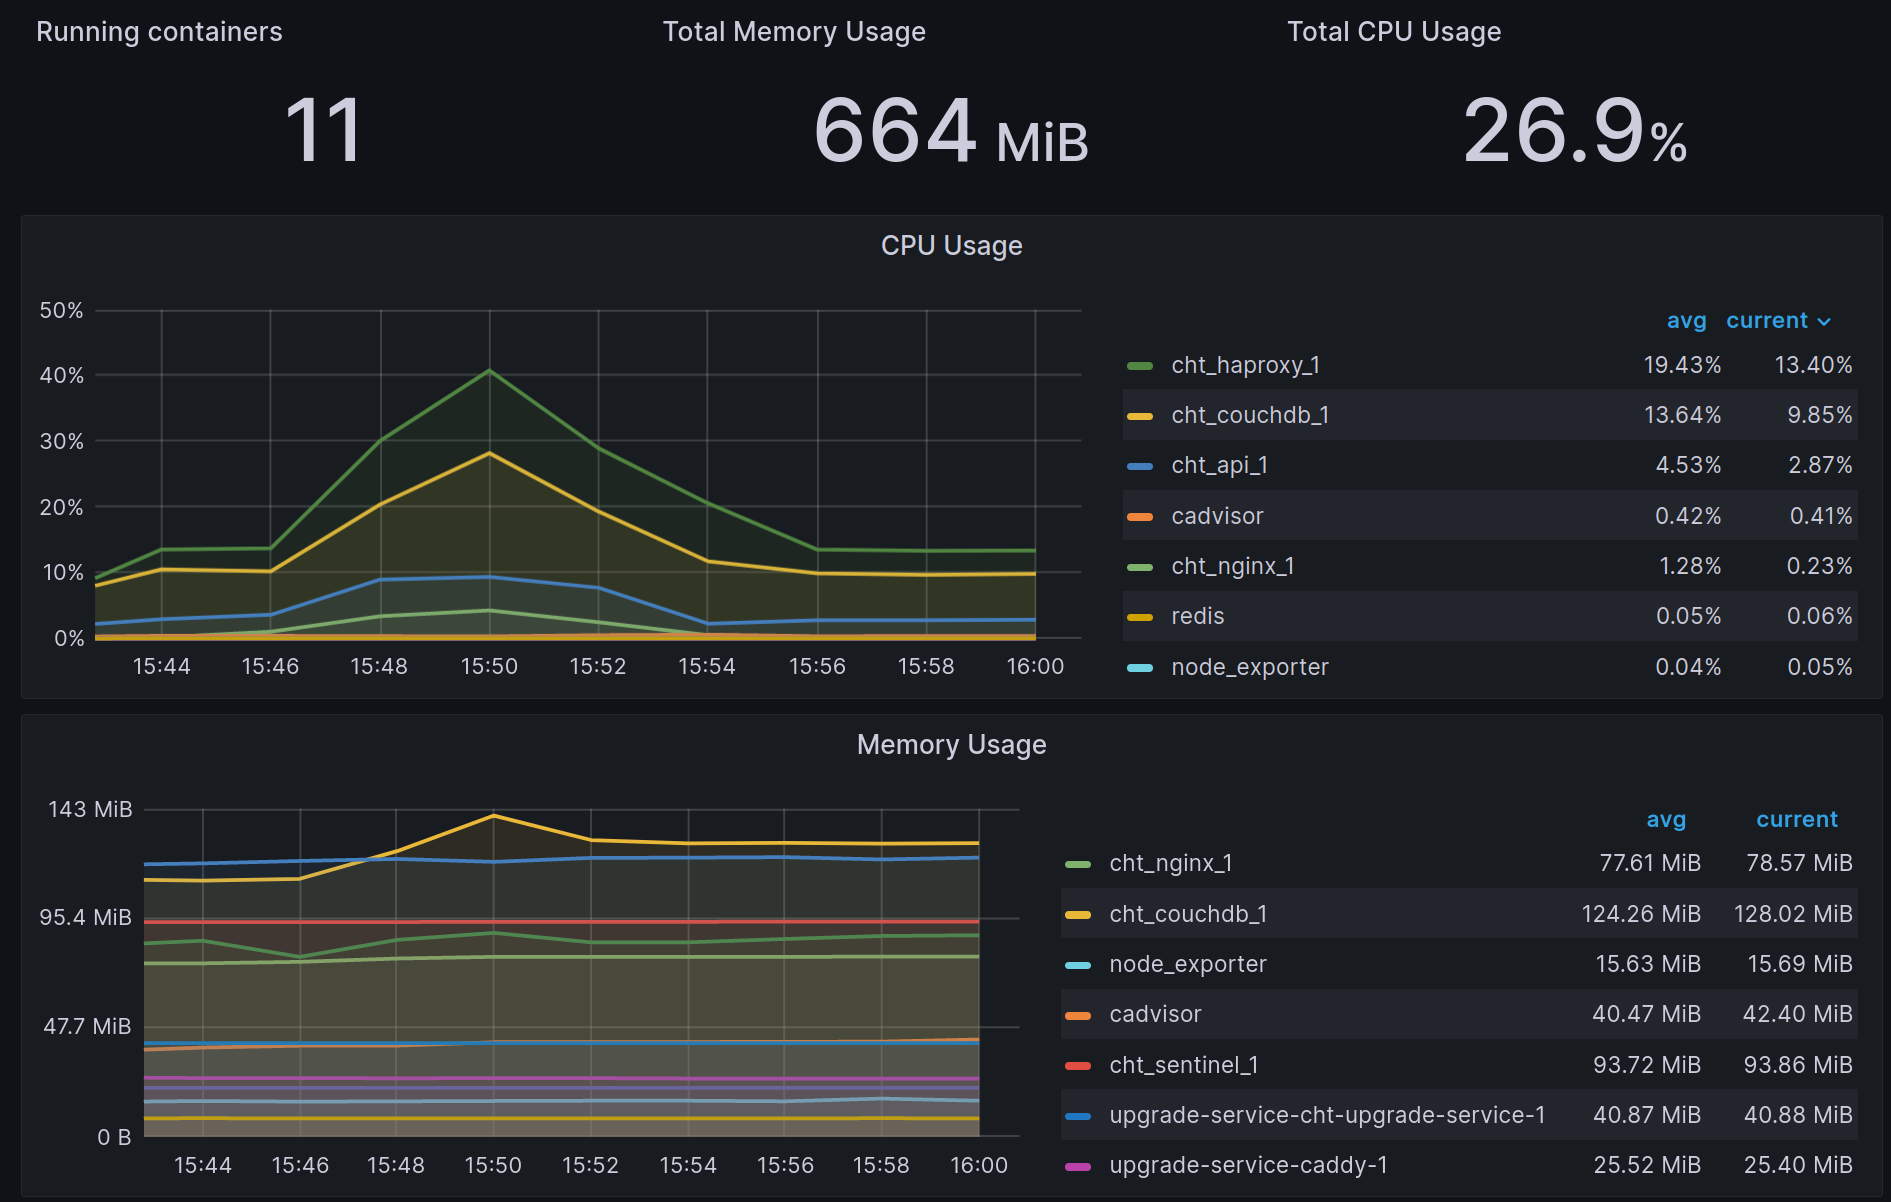 Running containers
Total Memory Usage
Total CPU Usage
11
664 MiB
26.9%
CPU Usage
50%
40%
30%
20%
10%
0%
15:44 15:46 15:48 15:50 15:52 15:54 15:56 15:58 16:00
avg current
cht_haproxy_1 19.43% 13.40%
cht_couchdb_1 13.64% 9.85%
cht_api_1 4.53% 2.87%
cadvisor 0.42% 0.41%
cht_nginx_1 1.28% 0.23%
redis 0.05% 0.06%
node_exporter 0.04% 0.05%
Memory Usage
143 MiB
95.4 MiB
47.7 MiB
0 B
15:44 15:46 15:48 15:50 15:52 15:54 15:56 15:58 16:00
avg current
cht_nginx_1 77.61 MiB 78.57 MiB
cht_couchdb_1 124.26 MiB 128.02 MiB
node_exporter 15.63 MiB 15.69 MiB
cadvisor 40.47 MiB 42.40 MiB
cht_sentinel_1 93.72 MiB 93.86 MiB
upgrade-service-cht-upgrade-service-1 40.87 MiB 40.88 MiB
upgrade-service-caddy-1 25.52 MiB 25.40 MiB